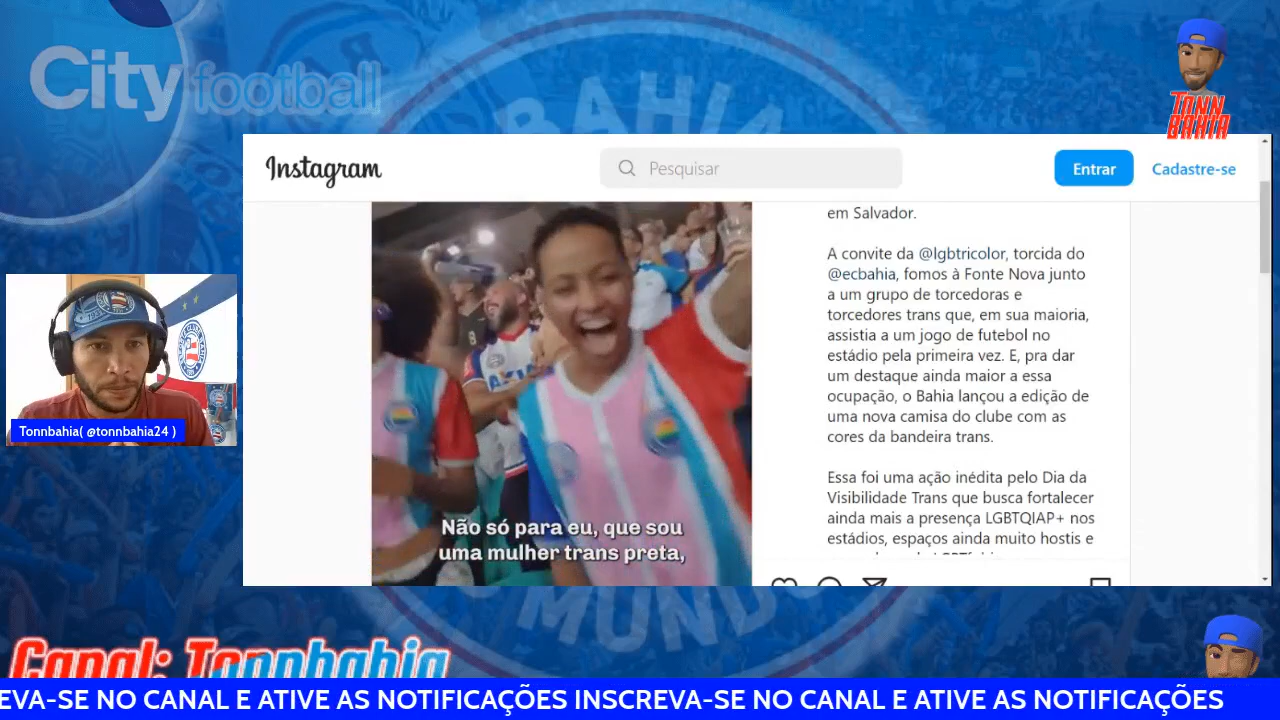 City football
BAHIA
TONN
BAHIA
Instagram
Pesquisar
Entrar
Cadastre-se
em Salvador.
A convite da @lgbtricolor, torcida do
@ecbahia, fomos à Fonte Nova junto
a um grupo de torcedoras e
torcedores trans que, em sua maioria,
assistia a um jogo de futebol no
estádio pela primeira vez. E, pra dar
um destaque ainda maior a essa
ocupação, o Bahia lançou a edição de
uma nova camisa do clube com as
cores da bandeira trans.
Essa foi uma ação inédita pelo Dia da
Visibilidade Trans que busca fortalecer
ainda mais a presença LGBTQIAP+ nos
estádios, espaços ainda muito hostis e
Não só para eu, que sou
uma mulher trans preta,
Tonnbahia( @tonnbahia24 )
MUNDO
Canal: Tonnbahia
EVA-SE NO CANAL E ATIVE AS NOTIFICAÇÕES INSCREVA-SE NO CANAL E ATIVE AS NOTIFICAÇÕES